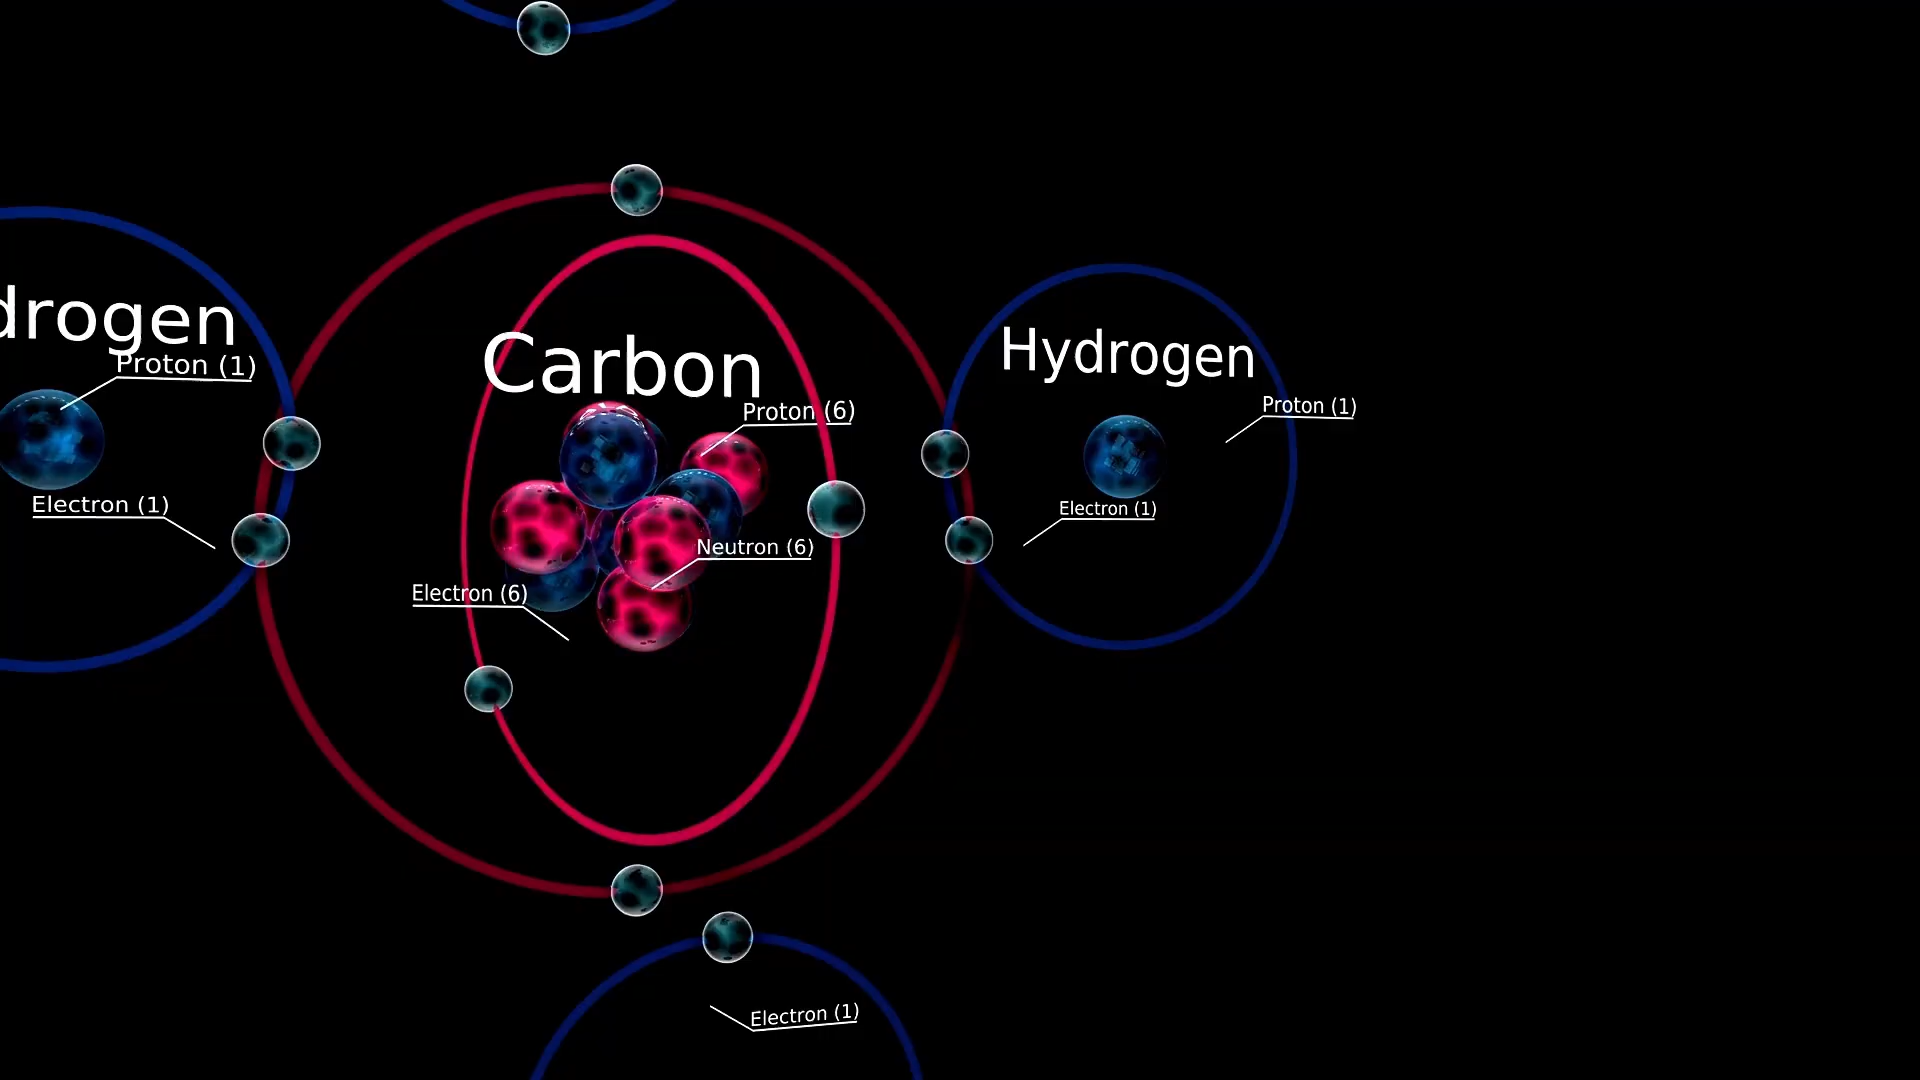 drogen
Proton (1)
Electron (1)
Carbon
Proton (6)
Neutron (6)
Electron (6)
Hydrogen
Proton (1)
Electron (1)
Electron (1)